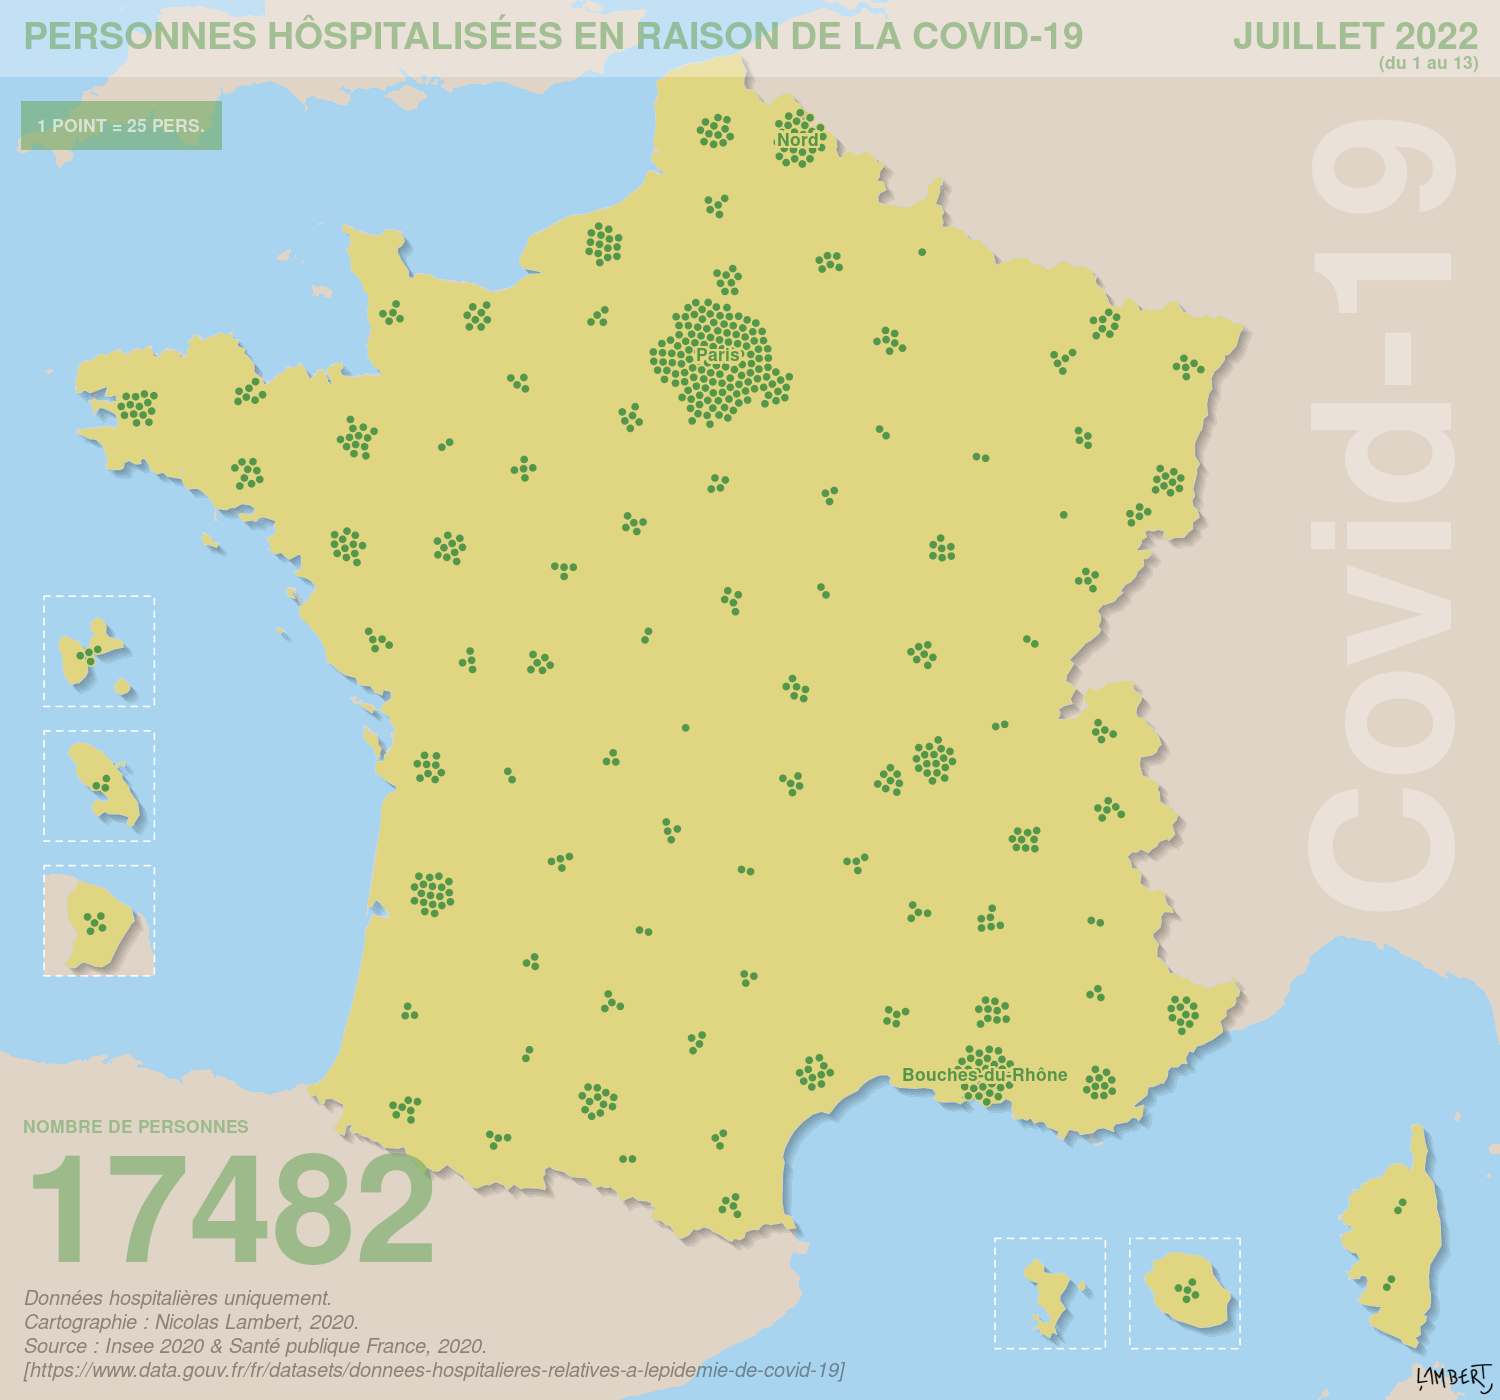 PERSONNES HÔSPITALISÉES EN RAISON DE LA COVID-19
JUILLET 2022
(du 1 au 13)
1 POINT = 25 PERS.
Nord
Paris
Covid-19
Bouches-du-Rhône
NOMBRE DE PERSONNES
17482
Données hospitalières uniquement.
Cartographie : Nicolas Lambert, 2020.
Source : Insee 2020 & Santé publique France, 2020.
[https://www.data.gouv.fr/fr/datasets/donnees-hospitalieres-relatives-a-lepidemie-de-covid-19]
LAMBERT